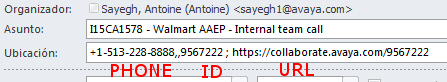 Organizador: Sayegh, Antoine (Antoine) <sayegh1@avaya.com>
Asunto: I15CA1578 - Walmart AAEP - Internal team call
Ubicación: +1-513-228-8888,,9567222 ; https://collaborate.avaya.com/9567222
PHONE ID URL